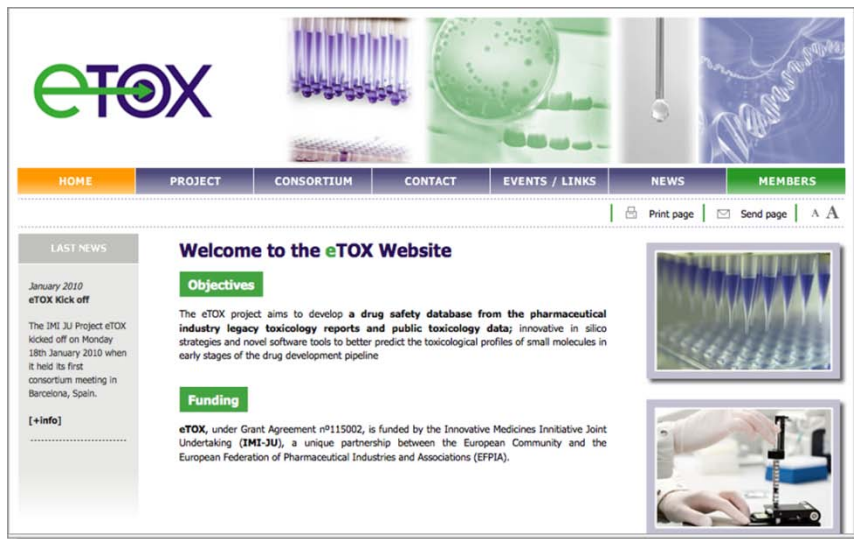 eTOX
HOME PROJECT CONSORTIUM CONTACT EVENTS / LINKS NEWS MEMBERS
Print page Send page A A
LAST NEWS
January 2010
eTOX Kick off
The IMI JU Project eTOX
kicked off on Monday
18th January 2010 when
it held its first
consortium meeting in
Barcelona, Spain.
[+info]
Welcome to the eTOX Website
Objectives
The eTOX project aims to develop a drug safety database from the pharmaceutical
industry legacy toxicology reports and public toxicology data; innovative in silico
strategies and novel software tools to better predict the toxicological profiles of small molecules in
early stages of the drug development pipeline
Funding
eTOX, under Grant Agreement nº115002, is funded by the Innovative Medicines Innitiative Joint
Undertaking (IMI-JU), a unique partnership between the European Community and the
European Federation of Pharmaceutical Industries and Associations (EFPIA).